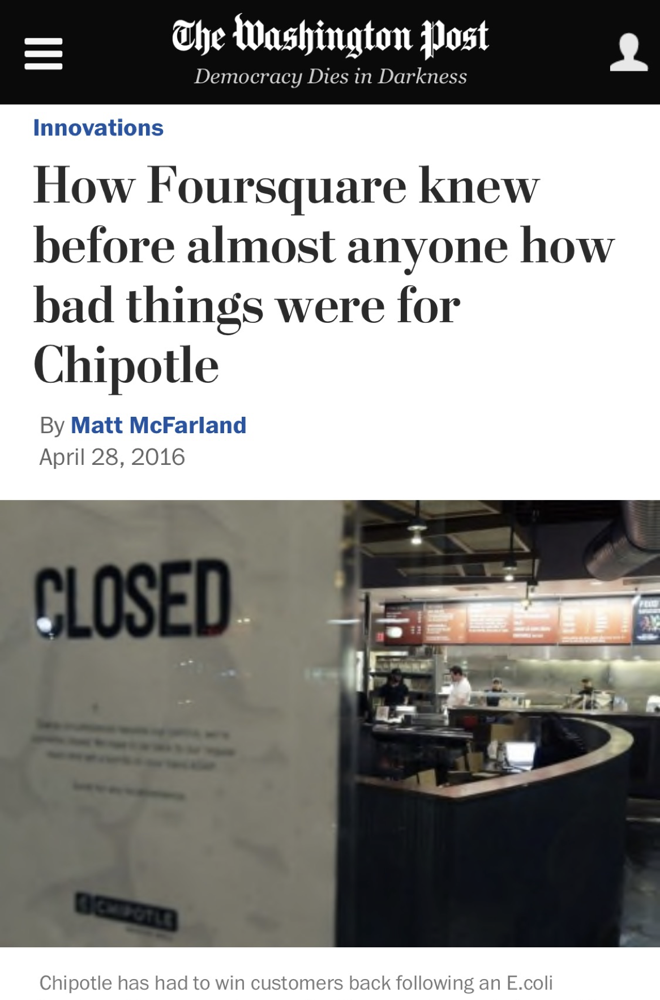 The Washington Post
Democracy Dies in Darkness
Innovations
How Foursquare knew
before almost anyone how
bad things were for
Chipotle
By Matt McFarland
April 28, 2016
CLOSED
CHIPOTLE
Chipotle has had to win customers back following an E.coli